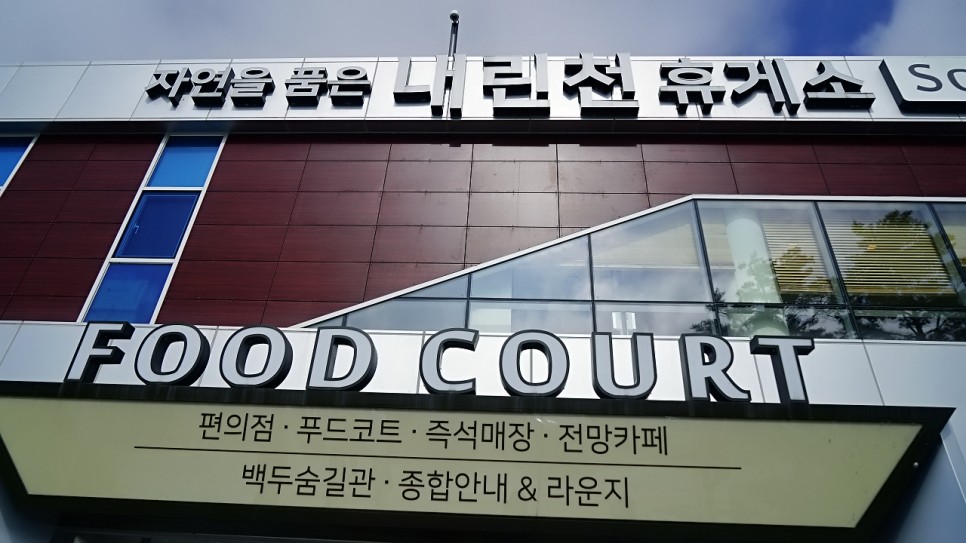 자연을 품은 내린천 휴게소
FOOD COURT
편의점 · 푸드코트 · 즉석매장 · 전망카페
백두숨길관 · 종합안내 & 라운지